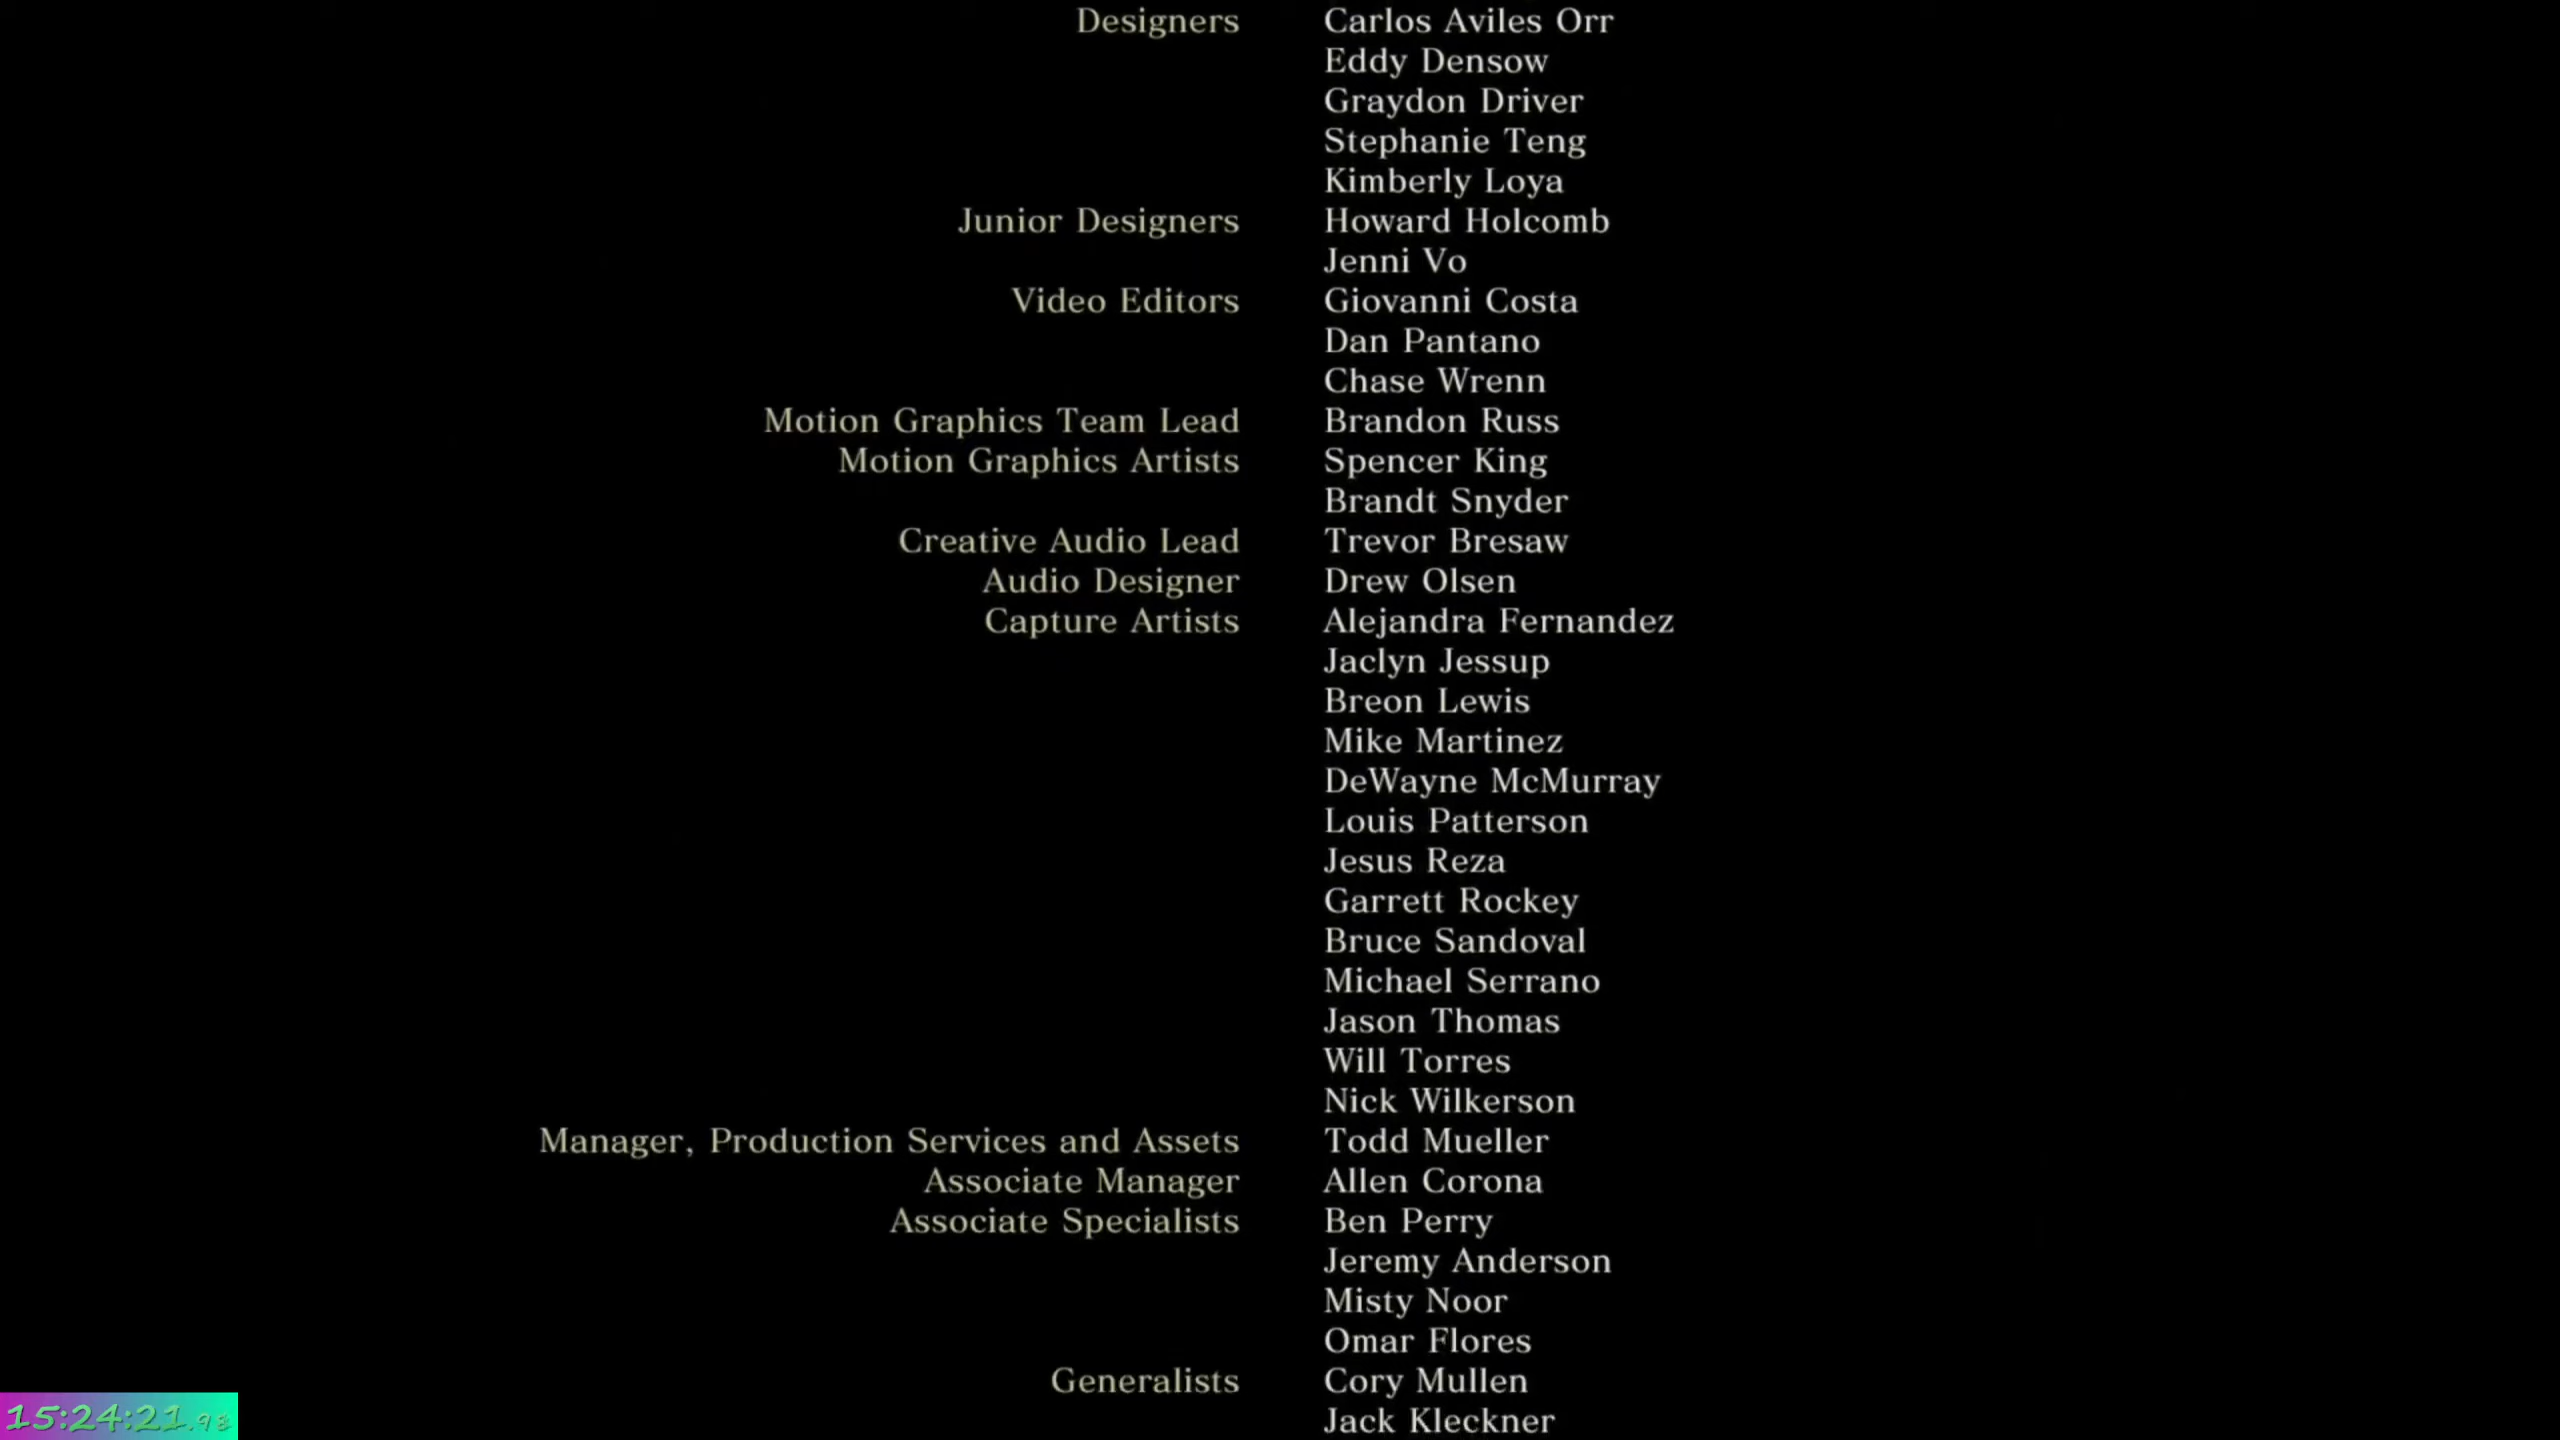 Designers Carlos Aviles Orr
Eddy Densow
Graydon Driver
Stephanie Teng
Kimberly Loya
Junior Designers Howard Holcomb
Jenni Vo
Video Editors Giovanni Costa
Dan Pantano
Chase Wrenn
Motion Graphics Team Lead Brandon Russ
Motion Graphics Artists Spencer King
Brandt Snyder
Creative Audio Lead Trevor Bresaw
Audio Designer Drew Olsen
Capture Artists Alejandra Fernandez
Jaclyn Jessup
Breon Lewis
Mike Martinez
DeWayne McMurray
Louis Patterson
Jesus Reza
Garrett Rockey
Bruce Sandoval
Michael Serrano
Jason Thomas
Will Torres
Nick Wilkerson
Manager, Production Services and Assets Todd Mueller
Associate Manager Allen Corona
Associate Specialists Ben Perry
Jeremy Anderson
Misty Noor
Omar Flores
Generalists Cory Mullen
Jack Kleckner
15:24:21.98